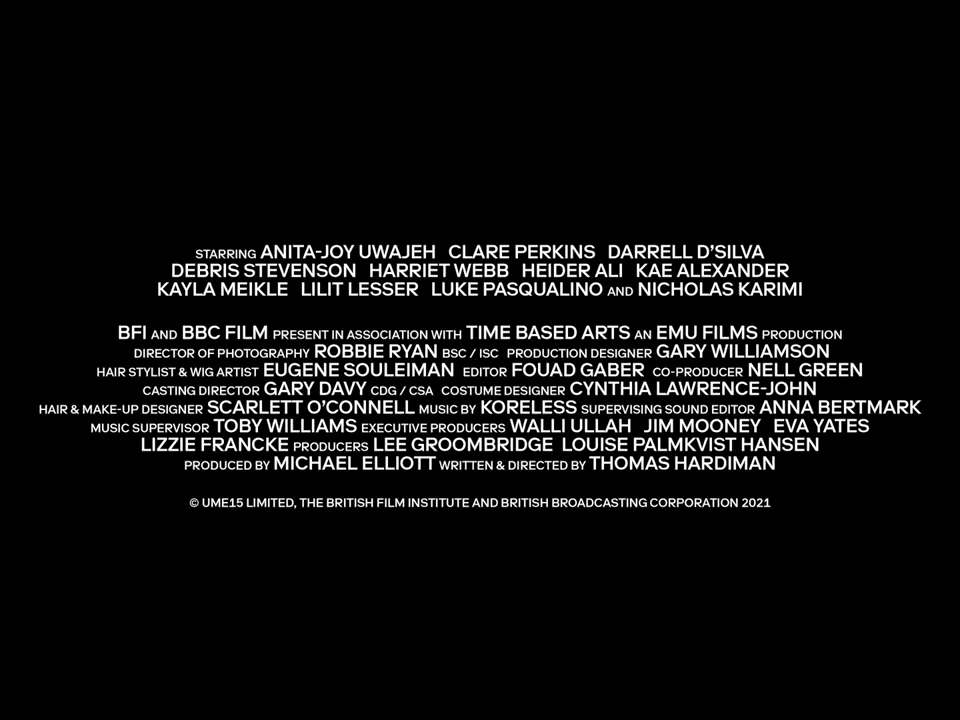 STARRING ANITA-JOY UWAJEH CLARE PERKINS DARRELL D'SILVA
DEBRIS STEVENSON HARRIET WEBB HEIDER ALI KAE ALEXANDER
KAYLA MEIKLE LILIT LESSER LUKE PASQUALINO AND NICHOLAS KARIMI
BFI AND BBC FILM PRESENT IN ASSOCIATION WITH TIME BASED ARTS AN EMU FILMS PRODUCTION
DIRECTOR OF PHOTOGRAPHY ROBBIE RYAN BSC / ISC PRODUCTION DESIGNER GARY WILLIAMSON
HAIR STYLIST & WIG ARTIST EUGENE SOULEIMAN EDITOR FOUAD GABER CO-PRODUCER NELL GREEN
CASTING DIRECTOR GARY DAVY CDG / CSA COSTUME DESIGNER CYNTHIA LAWRENCE-JOHN
HAIR & MAKE-UP DESIGNER SCARLETT O'CONNELL MUSIC BY KORELESS SUPERVISING SOUND EDITOR ANNA BERTMARK
MUSIC SUPERVISOR TOBY WILLIAMS EXECUTIVE PRODUCERS WALLI ULLAH JIM MOONEY EVA YATES
LIZZIE FRANCKE PRODUCERS LEE GROOMBRIDGE LOUISE PALMKVIST HANSEN
PRODUCED BY MICHAEL ELLIOTT WRITTEN & DIRECTED BY THOMAS HARDIMAN
© UME15 LIMITED, THE BRITISH FILM INSTITUTE AND BRITISH BROADCASTING CORPORATION 2021